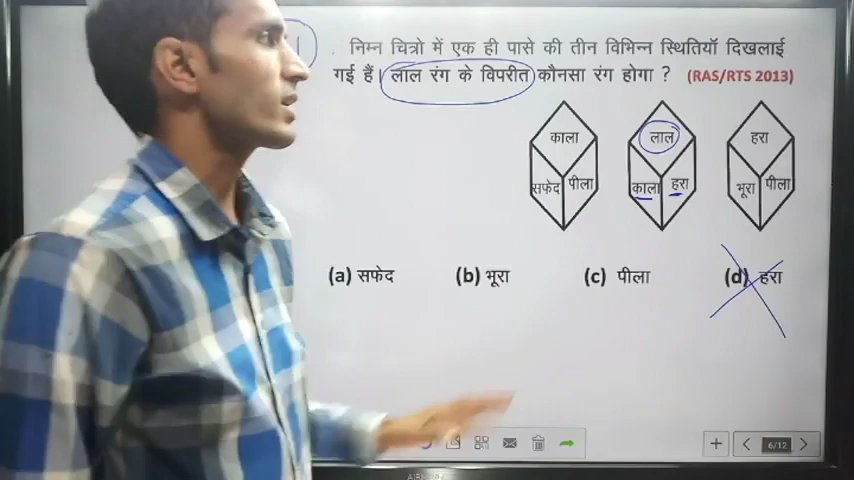 निम्न चित्रो में एक ही पासे की तीन विभिन्न स्थितियाँ दिखलाई
गई हैं। लाल रंग के विपरीत कौनसा रंग होगा ? (RAS/RTS 2013)
काला लाल हरा
सफेद पीला काला हरा भूरा पीला
(a) सफेद (b) भूरा (c) पीला (d) हरा
6/12